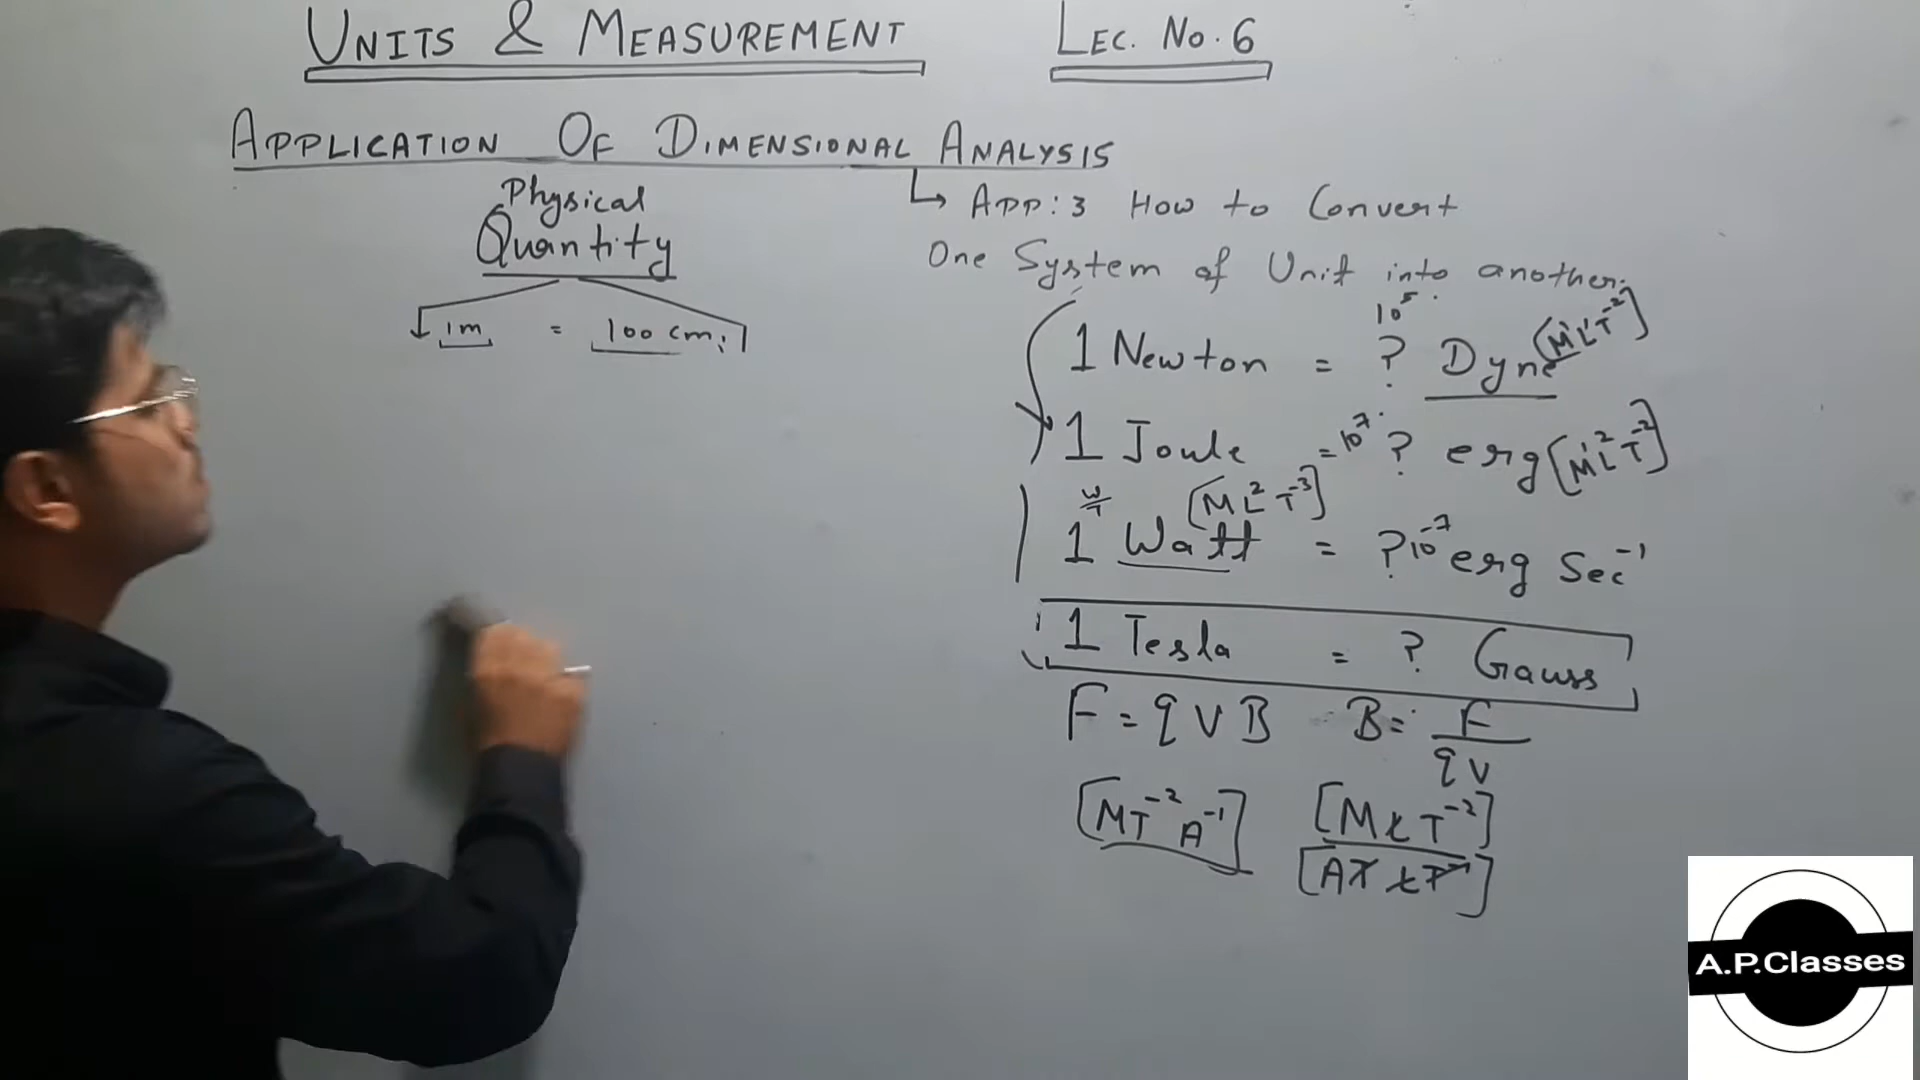 UNITS & MEASUREMENT LEC. No. 6
APPLICATION OF DIMENSIONAL ANALYSIS
Physical
Quantity
1m = 100 cm;
↳ APP: 3 How to Convert
One System of Unit into another.
1 Newton = 10⁵ ? Dyne [M¹L¹T⁻²]
1 Joule = 10⁷ ? erg [M¹L²T⁻²]
W/T [ML²T⁻³]
1 Watt = ? 10⁻⁷ erg Sec⁻¹
1 Tesla = ? Gauss
F = qVB B = F/qV
[MT⁻²A⁻¹] [MLT⁻²]
[AT LT⁻¹]
A.P.Classes